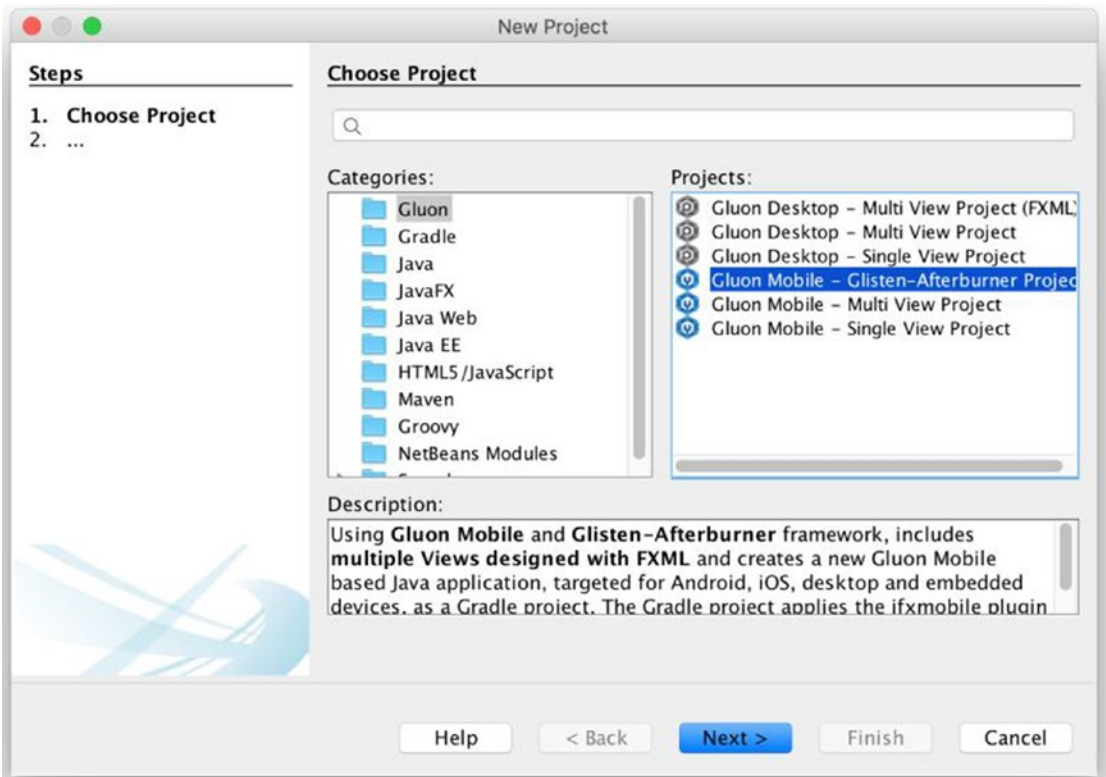 New Project
Steps
1. Choose Project
2. ...
Choose Project
Categories:
Gluon
Gradle
Java
JavaFX
Java Web
Java EE
HTML5/JavaScript
Maven
Groovy
NetBeans Modules
Projects:
Gluon Desktop – Multi View Project (FXML)
Gluon Desktop – Multi View Project
Gluon Desktop – Single View Project
Gluon Mobile – Glisten–Afterburner Projec
Gluon Mobile – Multi View Project
Gluon Mobile – Single View Project
Description:
Using Gluon Mobile and Glisten–Afterburner framework, includes
multiple Views designed with FXML and creates a new Gluon Mobile
based Java application, targeted for Android, iOS, desktop and embedded
devices, as a Gradle project. The Gradle project applies the jfxmobile plugin
Help
< Back
Next >
Finish
Cancel